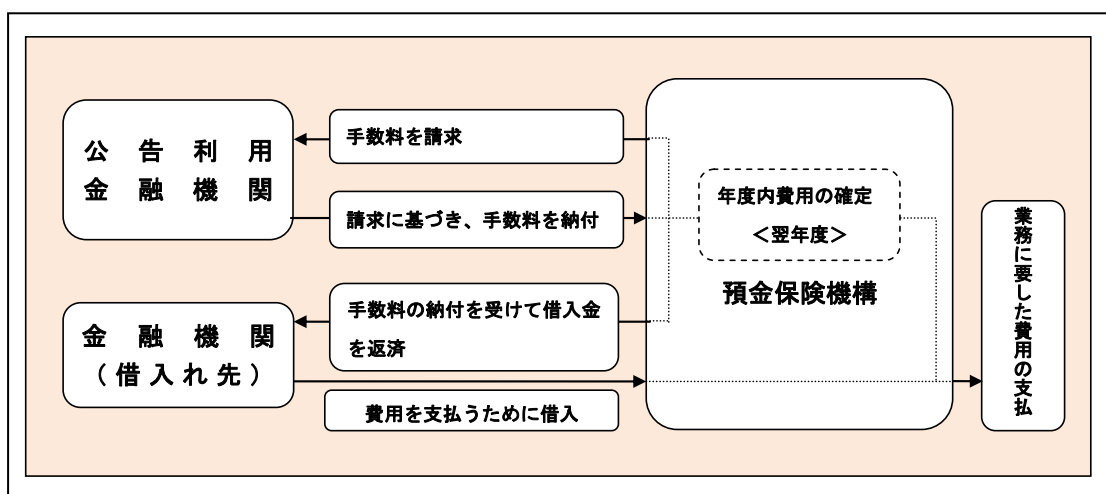 公告利用
金融機関
手数料を請求
請求に基づき、手数料を納付
年度内費用の確定
＜翌年度＞
預金保険機構
金融機関
（借入れ先）
手数料の納付を受けて借入金
を返済
費用を支払うために借入
業務に要した費用の支払